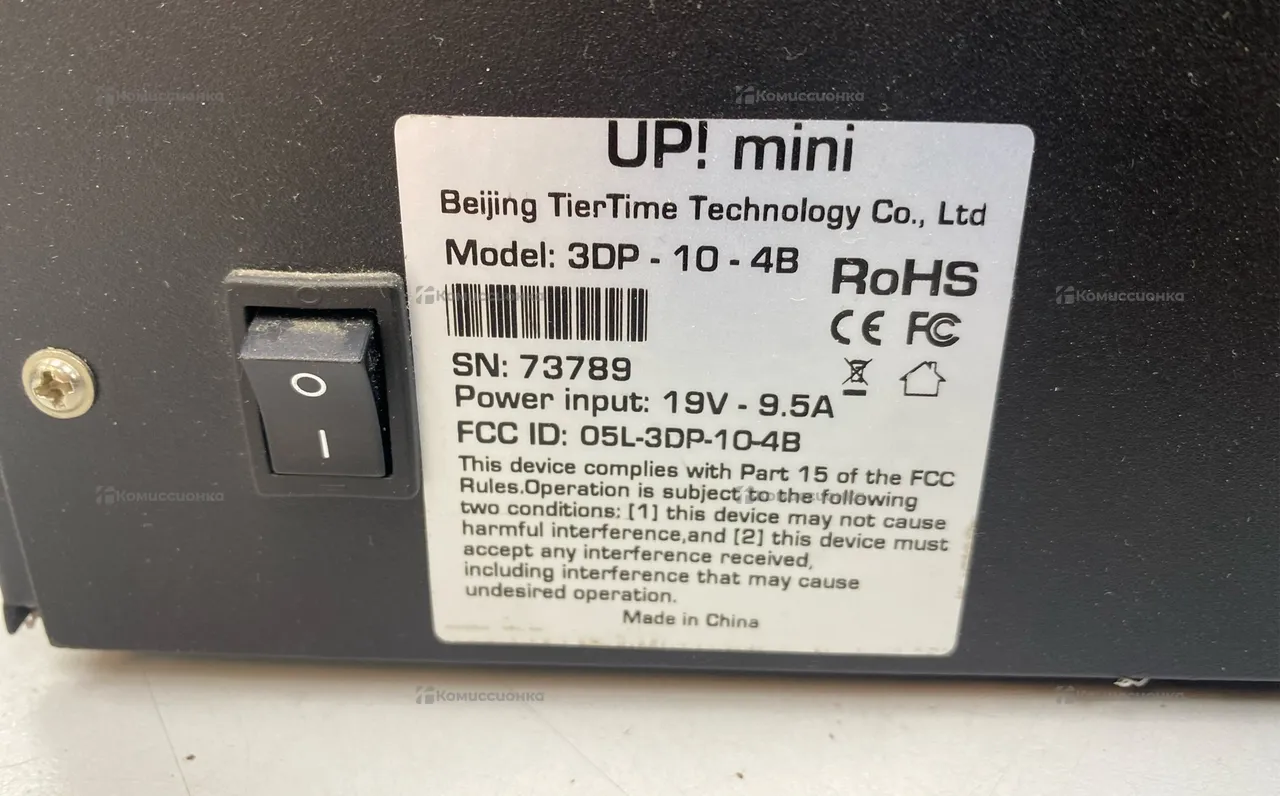 UP! mini
Beijing TierTime Technology Co., Ltd
Model: 3DP - 10 - 4B
RoHS
CE FC
SN: 73789
Power input: 19V - 9.5A
FCC ID: 05L-3DP-10-4B
This device complies with Part 15 of the FCC
Rules.Operation is subject to the following
two conditions: [1] this device may not cause
harmful interference,and [2] this device must
accept any interference received,
including interference that may cause
undesired operation.
Made in China
O
I
Комиссионка
Комиссионка
Комиссионка
Комиссионка
Комиссионка
Комиссионка
Комиссионка
Комиссионка